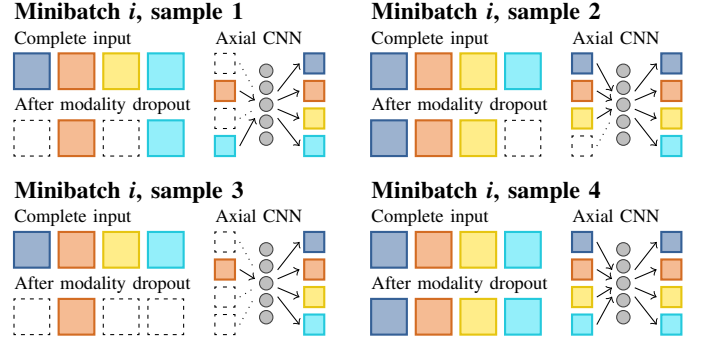 Minibatch i, sample 1
Complete input
Axial CNN
After modality dropout
Minibatch i, sample 2
Complete input
Axial CNN
After modality dropout
Minibatch i, sample 3
Complete input
Axial CNN
After modality dropout
Minibatch i, sample 4
Complete input
Axial CNN
After modality dropout